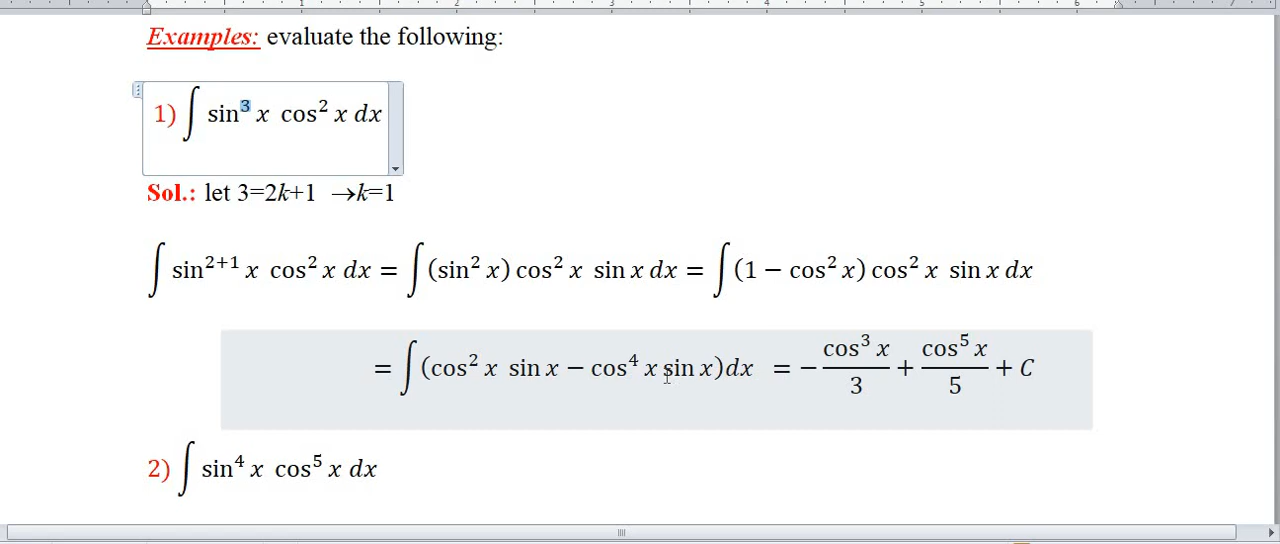 Examples: evaluate the following:
1) ∫ sin³ x cos² x dx
Sol.: let 3=2k+1 →k=1
∫ sin²⁺¹ x cos² x dx = ∫ (sin² x) cos² x sin x dx = ∫ (1 − cos² x) cos² x sin x dx
= ∫ (cos² x sin x − cos⁴ x sin x)dx = − cos³ x / 3 + cos⁵ x / 5 + C
2) ∫ sin⁴ x cos⁵ x dx